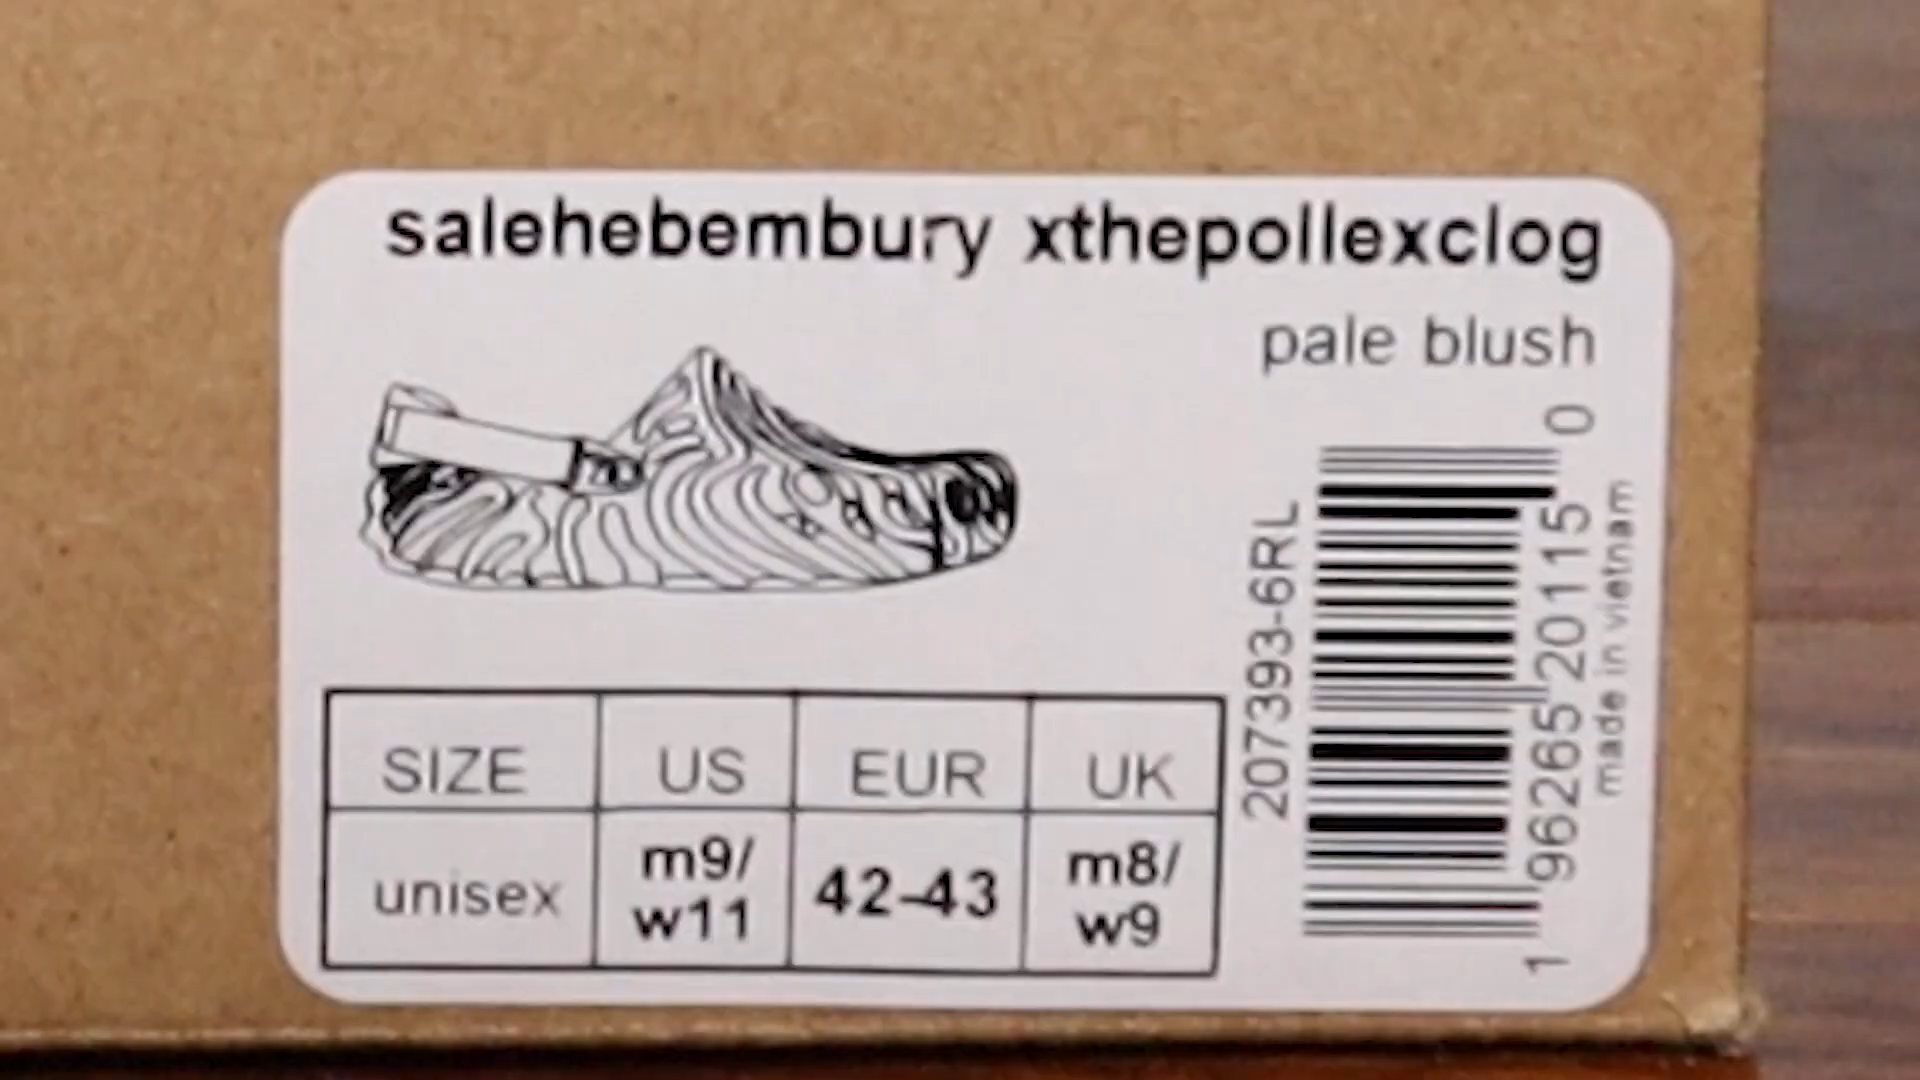 salehebembury xthepollexclog
pale blush
SIZE US EUR UK
unisex m9/ w11 42-43 m8/ w9
207393-6RL
1 96265 20115 0
made in vietnam